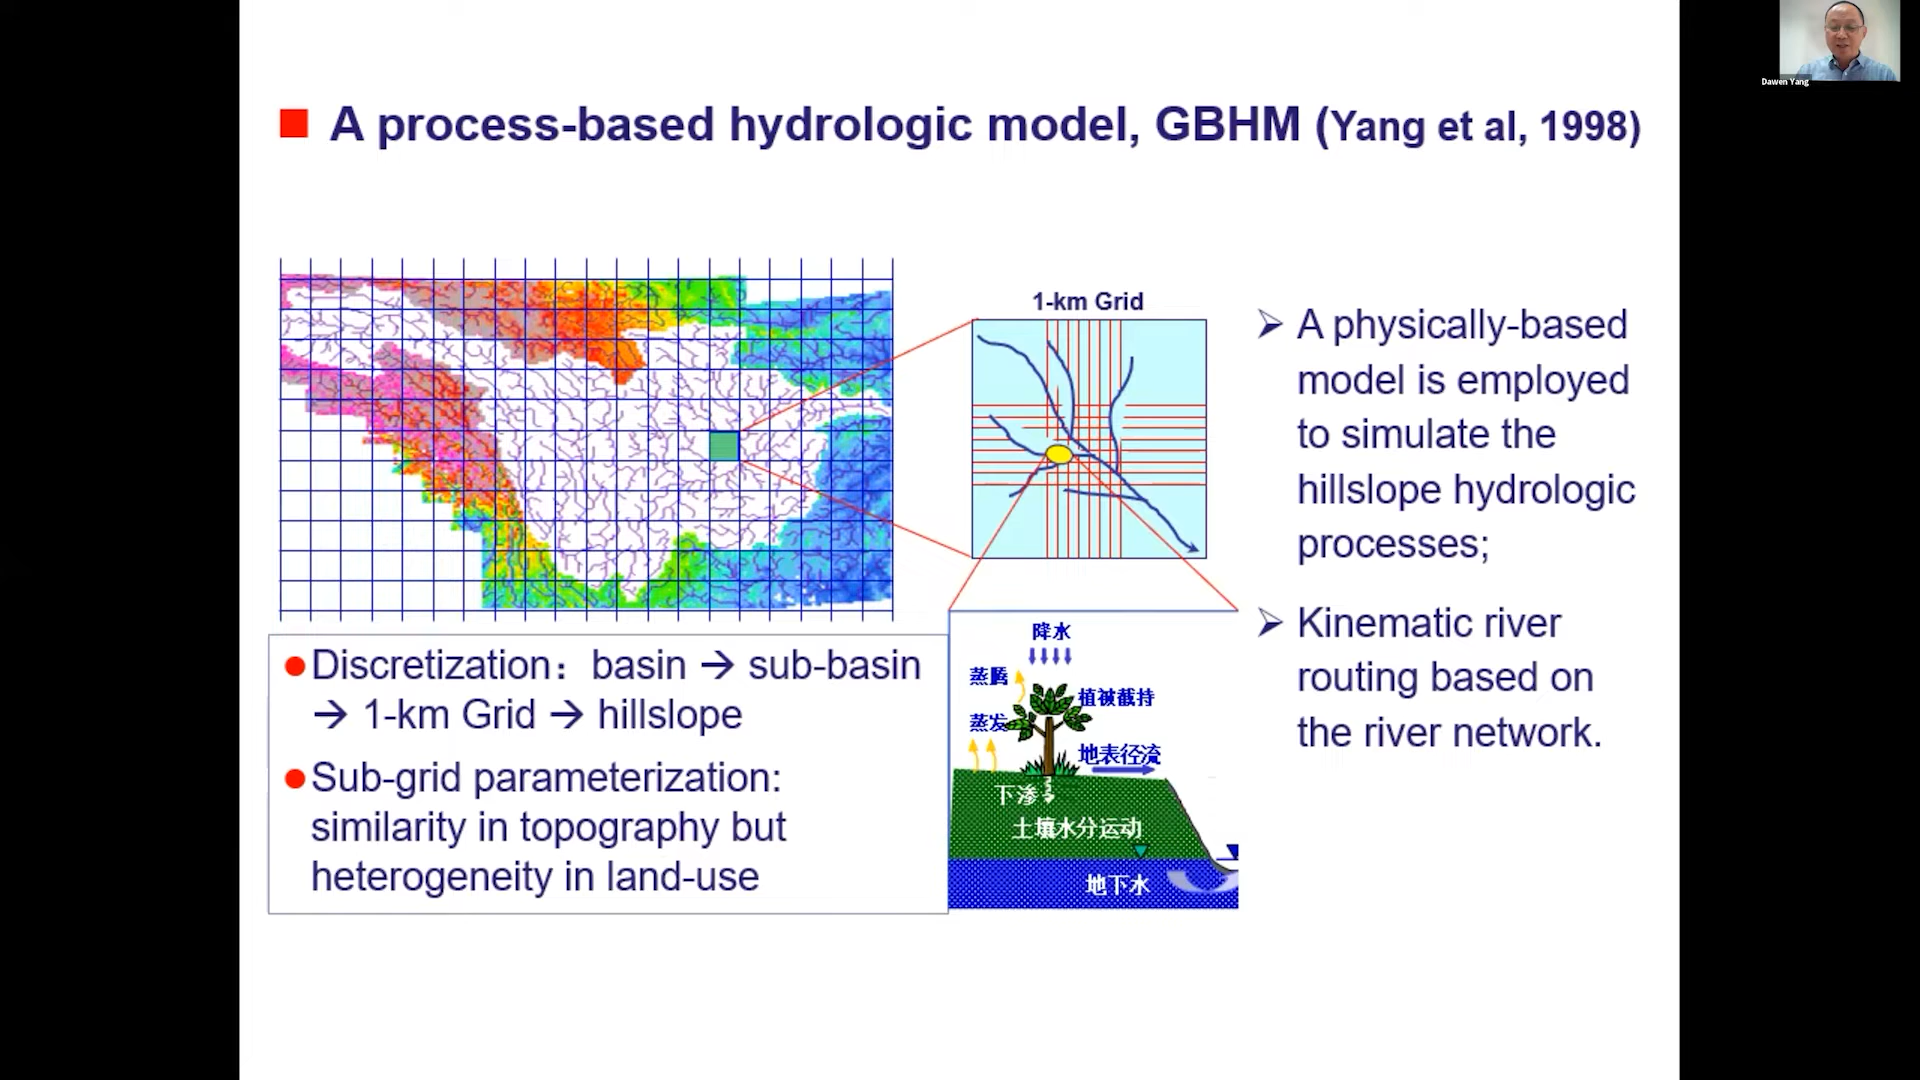 Dawen Yang
A process-based hydrologic model, GBHM (Yang et al, 1998)
1-km Grid
Discretization：basin → sub-basin
→ 1-km Grid → hillslope
Sub-grid parameterization:
similarity in topography but
heterogeneity in land-use
降水
蒸腾
植被截持
蒸发
地表径流
下渗
土壤水分运动
地下水
➢ A physically-based
model is employed
to simulate the
hillslope hydrologic
processes;
➢ Kinematic river
routing based on
the river network.